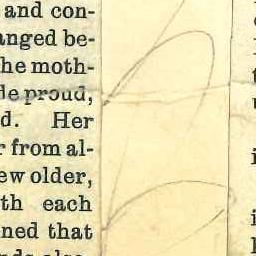 and con-
anged be-
he moth-
de proud,
d. Her
r from al-
ew older,
th each
ned that